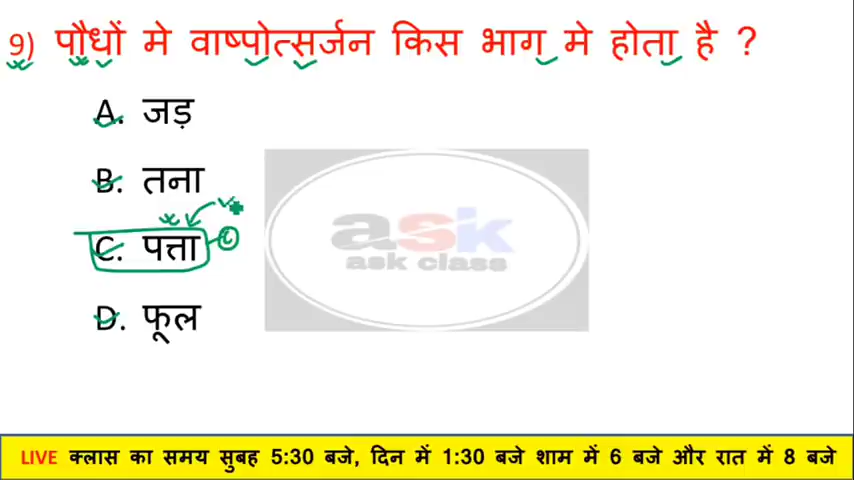 9) पौधों मे वाष्पोत्सर्जन किस भाग मे होता है ?
A. जड़
B. तना
C. पत्ता
D. फूल
ask
ask class
LIVE क्लास का समय सुबह 5:30 बजे, दिन में 1:30 बजे शाम में 6 बजे और रात में 8 बजे